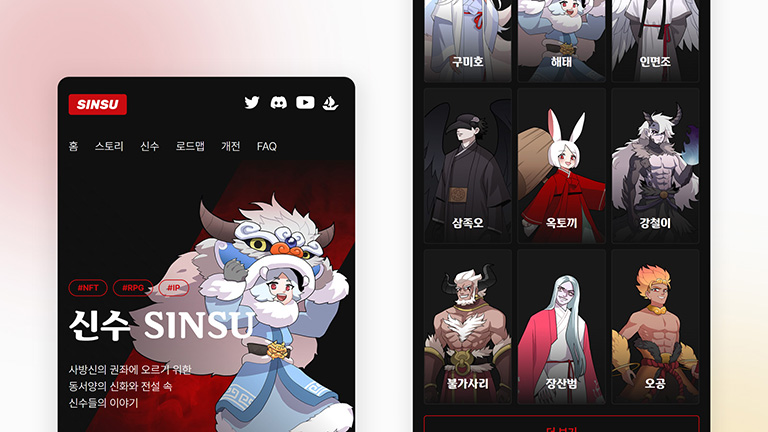 SINSU
홈 스토리 신수 로드맵 개전 FAQ
#NFT #RPG #IP
신수 SINSU
사방신의 권좌에 오르기 위한
동서양의 신화와 전설 속
신수들의 이야기
구미호 해태 인면조
삼족오 옥토끼 강철이
불가사리 장산범 오공
더 보기